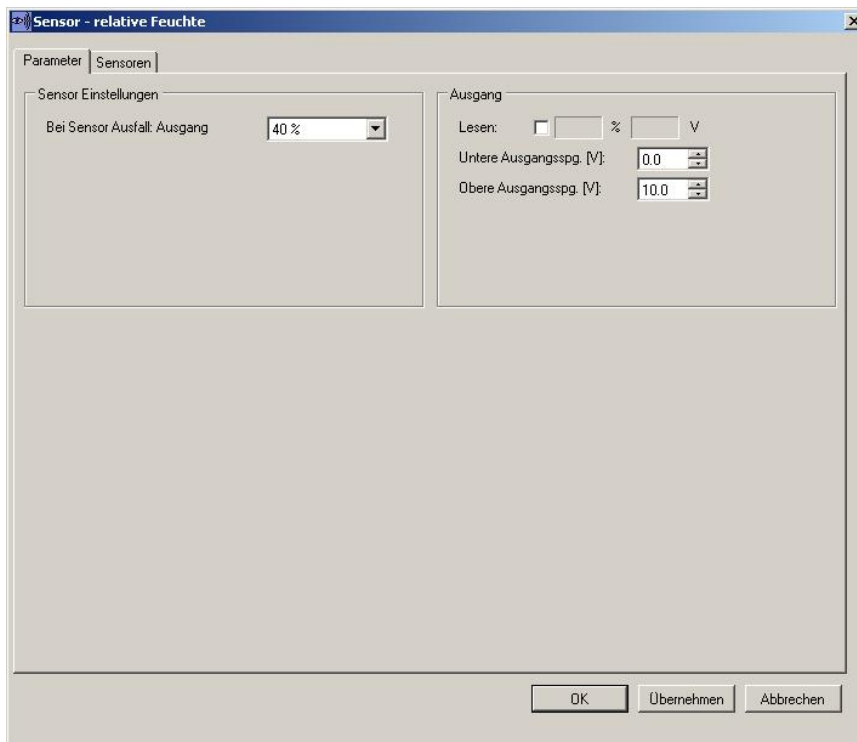 Sensor - relative Feuchte
Parameter Sensoren
Sensor Einstellungen
Bei Sensor Ausfall: Ausgang 40 %
Ausgang
Lesen: % V
Untere Ausgangsspg. [V]: 0.0
Obere Ausgangsspg. [V]: 10.0
OK Übernehmen Abbrechen